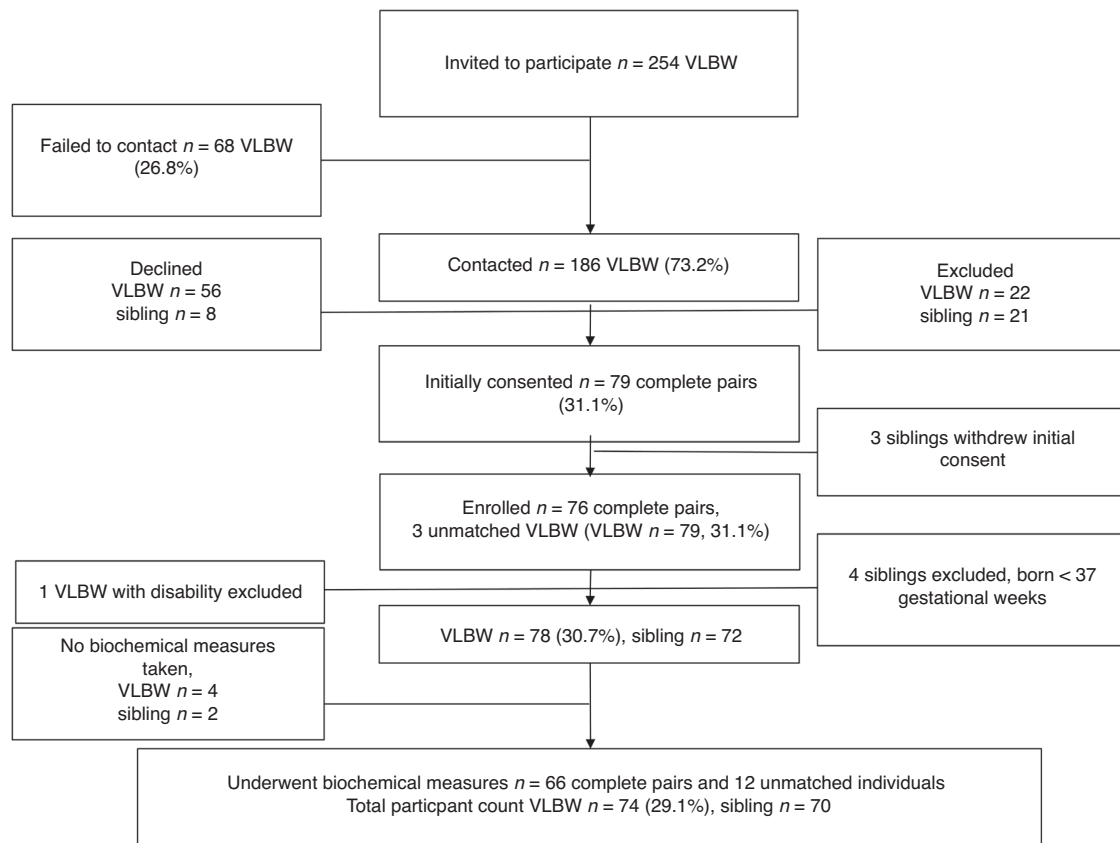 Invited to participate n = 254 VLBW
Failed to contact n = 68 VLBW
(26.8%)
Contacted n = 186 VLBW (73.2%)
Declined
VLBW n = 56
sibling n = 8
Excluded
VLBW n = 22
sibling n = 21
Initially consented n = 79 complete pairs
(31.1%)
3 siblings withdrew initial
consent
Enrolled n = 76 complete pairs,
3 unmatched VLBW (VLBW n = 79, 31.1%)
1 VLBW with disability excluded
4 siblings excluded, born < 37
gestational weeks
VLBW n = 78 (30.7%), sibling n = 72
No biochemical measures
taken,
VLBW n = 4
sibling n = 2
Underwent biochemical measures n = 66 complete pairs and 12 unmatched individuals
Total particpant count VLBW n = 74 (29.1%), sibling n = 70